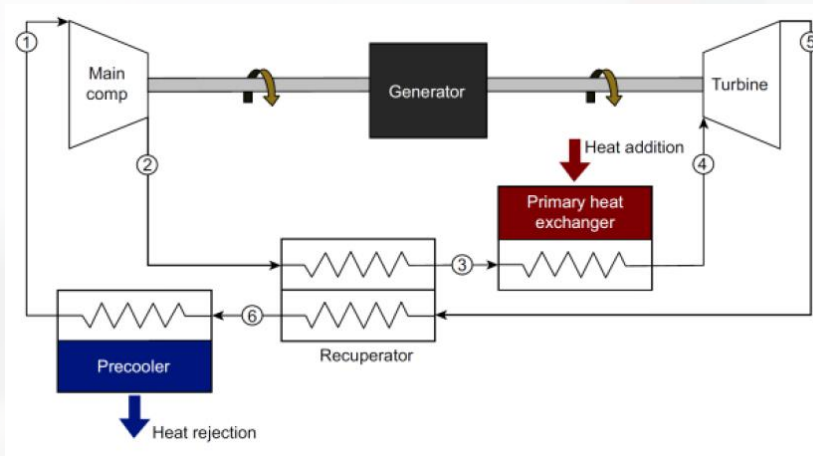 1
5
Main
comp
Generator
Turbine
2
Heat addition
4
Primary heat
exchanger
3
6
Recuperator
Precooler
Heat rejection